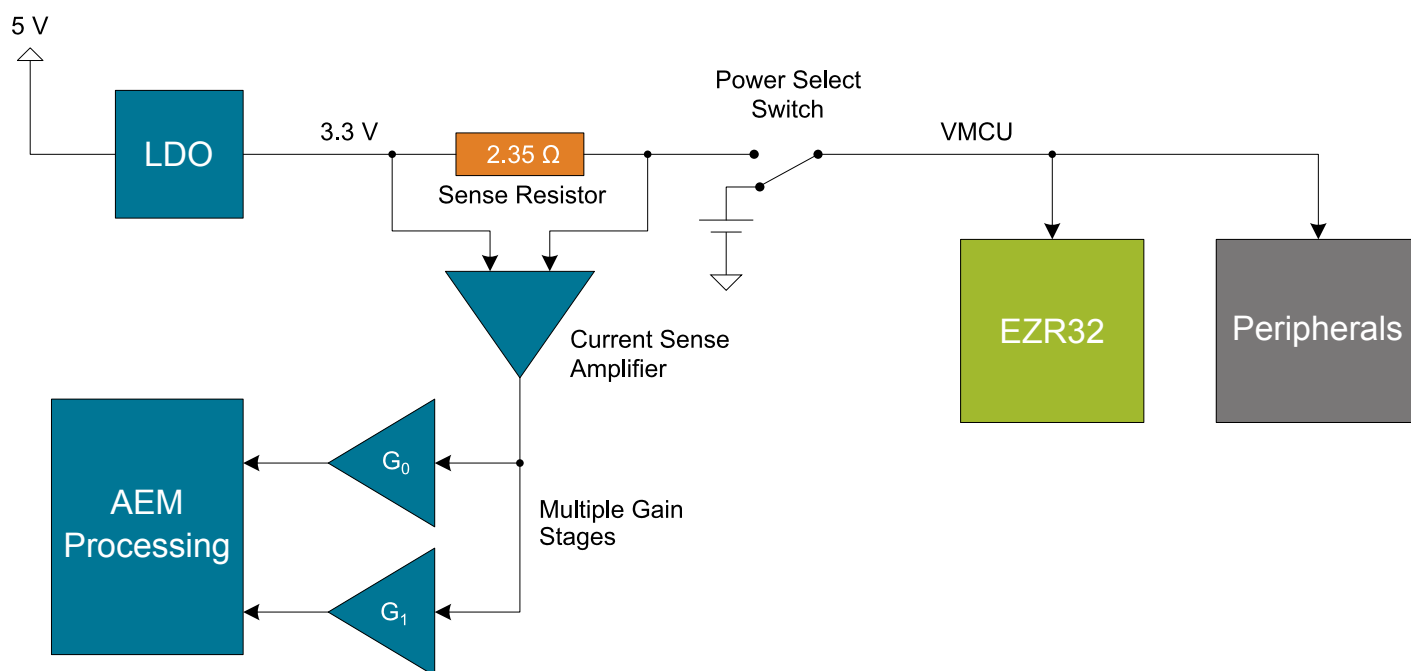 5 V
LDO
3.3 V
2.35 Ω
Sense Resistor
Power Select
Switch
VMCU
Current Sense
Amplifier
EZR32
Peripherals
AEM
Processing
G₀
Multiple Gain
Stages
G₁